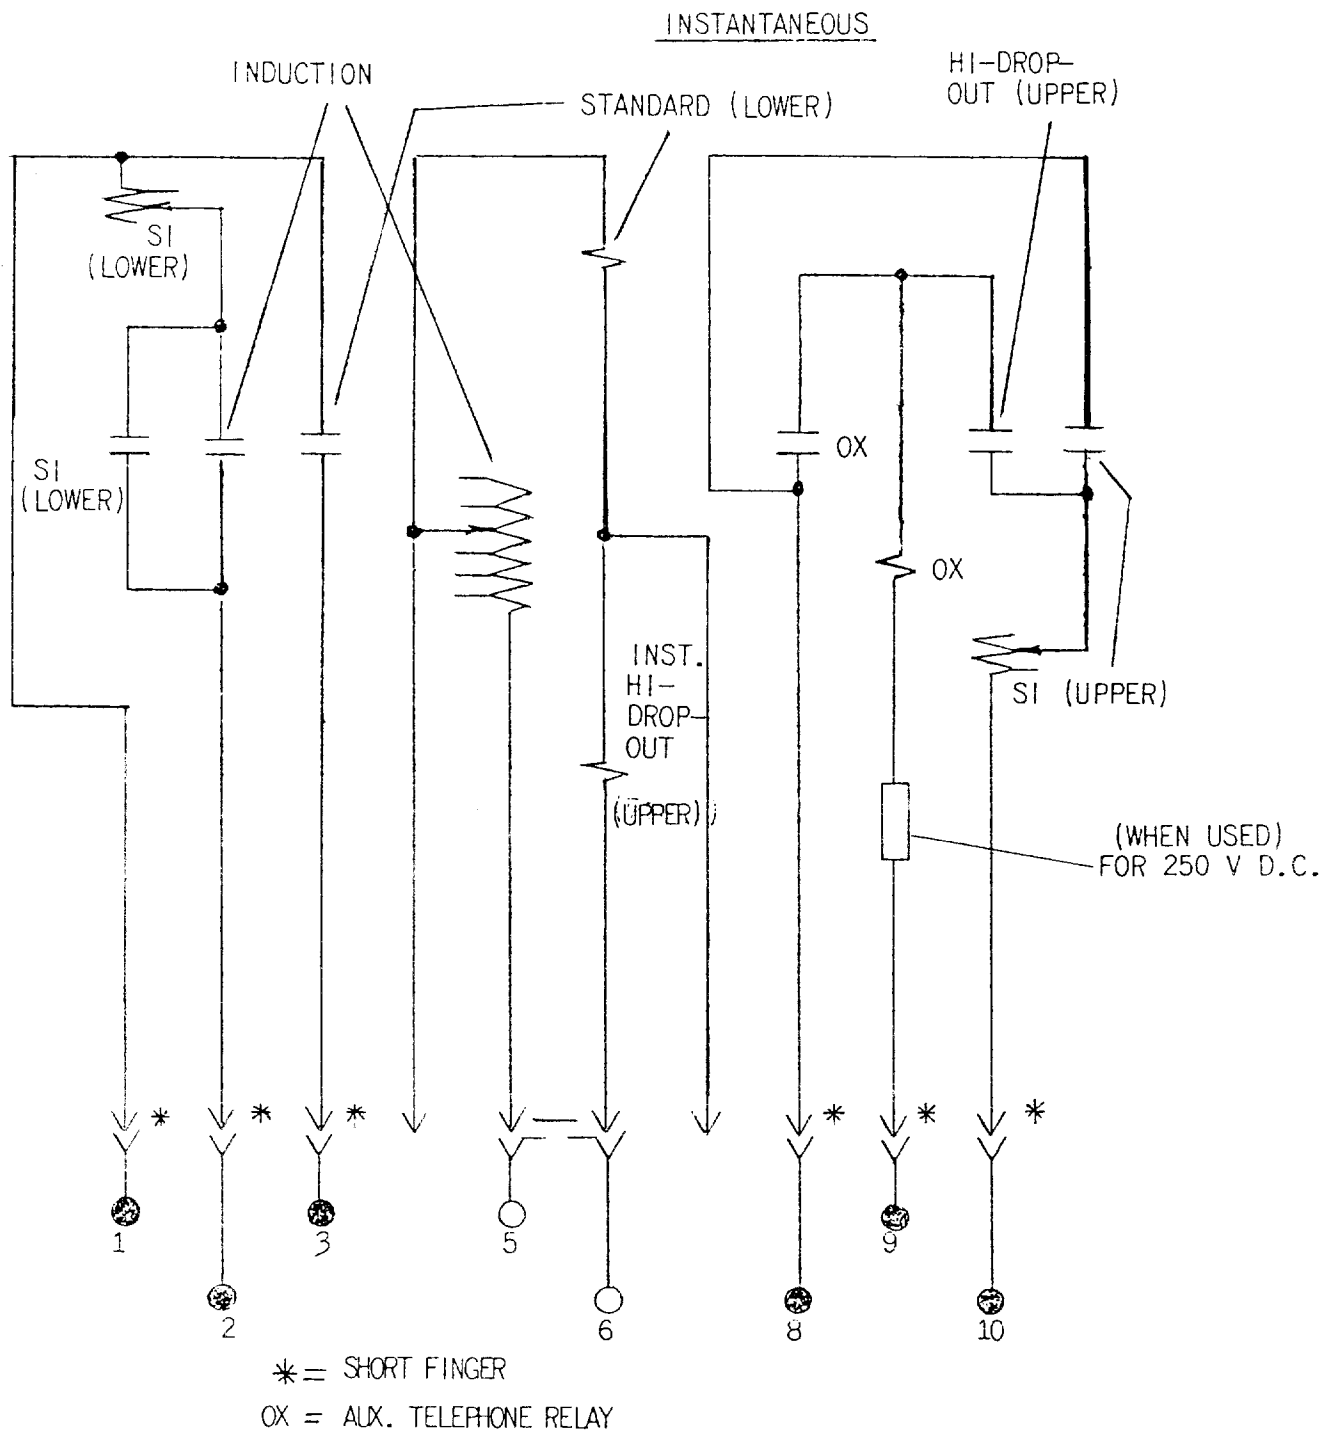 INSTANTANEOUS
INDUCTION
STANDARD (LOWER)
HI-DROP-
OUT (UPPER)
SI
(LOWER)
SI
(LOWER)
OX
OX
INST.
HI-
DROP-
OUT
(UPPER)
SI (UPPER)
(WHEN USED)
FOR 250 V D.C.
* * * * * *
1 3 5 9
2 6 8 10
*= SHORT FINGER
OX = AUX. TELEPHONE RELAY